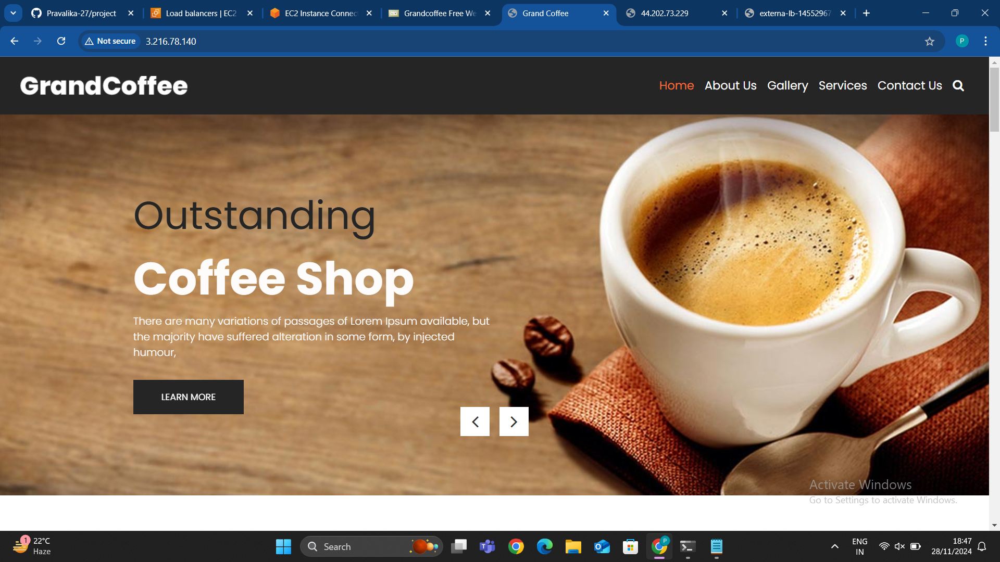 Pravalika-27/project
Load balancers | EC2
EC2 Instance Connec
Grandcoffee Free We
Grand Coffee
44.202.73.229
externa-lb-14552967
Not secure
3.216.78.140
P
GrandCoffee
Home About Us Gallery Services Contact Us
Outstanding
Coffee Shop
There are many variations of passages of Lorem Ipsum available, but
the majority have suffered alteration in some form, by injected
humour,
LEARN MORE
Activate Windows
Go to Settings to activate Windows.
1
22°C
Haze
Search
P
ENG
IN
18:47
28/11/2024